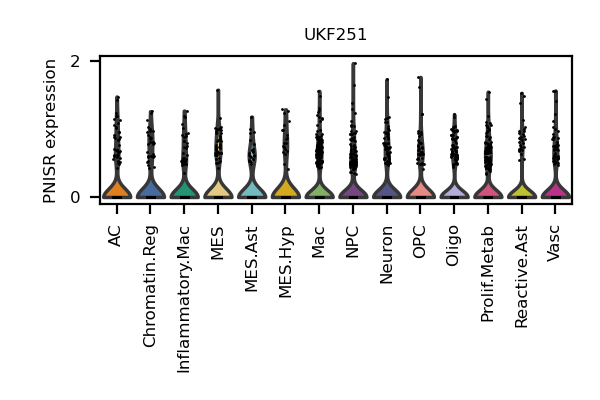 UKF251
PNISR expression
2
0
AC
Chromatin.Reg
Inflammatory.Mac
MES
MES.Ast
MES.Hyp
Mac
NPC
Neuron
OPC
Oligo
Prolif.Metab
Reactive.Ast
Vasc